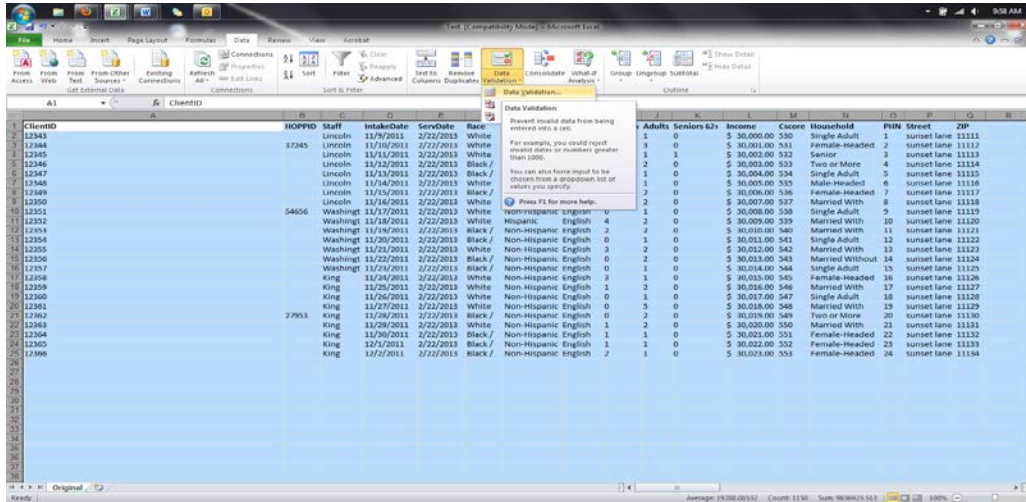 9:58 AM
Test [Compatibility Mode] - Microsoft Excel
File Home Insert Page Layout Formulas Data Review View Acrobat
From Access From Web From Text From Other Sources Existing Connections Refresh All Connections Properties Edit Links Sort Filter Clear Reapply Advanced Text to Columns Remove Duplicates Data Validation Consolidate What-If Analysis Group Ungroup Subtotal Show Detail Hide Detail
Get External Data Connections Sort & Filter Outline
Data Validation...
A1 fx ClientID
Data Validation
Prevent invalid data from being
entered into a cell.
For example, you could reject
invalid dates or numbers greater
than 1000.
You can also force input to be
chosen from a dropdown list of
values you specify.
Press F1 for more help.
ClientID HOPPID Staff IntakeDate ServDate Race Adults Seniors 62+ Income Cscore Household PHN Street ZIP
12343 Lincoln 11/9/2011 2/22/2013 White 1 0 $ 30,000.00 530 Single Adult 1 sunset lane 11111
12344 37245 Lincoln 11/10/2011 2/22/2013 White 3 0 $ 30,001.00 531 Female-Headed 2 sunset lane 11112
12345 Lincoln 11/11/2011 2/22/2013 White 1 1 $ 30,002.00 532 Senior 3 sunset lane 11113
12346 Lincoln 11/12/2011 2/22/2013 Black / 2 0 $ 30,003.00 533 Two or More 4 sunset lane 11114
12347 Lincoln 11/13/2011 2/22/2013 White 1 0 $ 30,004.00 534 Single Adult 5 sunset lane 11115
12348 Lincoln 11/14/2011 2/22/2013 White 1 0 $ 30,005.00 535 Male-Headed 6 sunset lane 11116
12349 Lincoln 11/15/2011 2/22/2013 Black / 2 0 $ 30,006.00 536 Female-Headed 7 sunset lane 11117
12350 Lincoln 11/16/2011 2/22/2013 White 2 0 $ 30,007.00 537 Married With 8 sunset lane 11118
12351 54656 Washingt 11/17/2011 2/22/2013 White Non-Hispanic English 0 1 0 $ 30,008.00 538 Single Adult 9 sunset lane 11119
12352 Washingt 11/18/2011 2/22/2013 White Hispanic English 4 2 0 $ 30,009.00 539 Married With 10 sunset lane 11120
12353 Washingt 11/19/2011 2/22/2013 Black / Non-Hispanic English 2 2 0 $ 30,010.00 540 Married With 11 sunset lane 11121
12354 Washingt 11/20/2011 2/22/2013 Black / Non-Hispanic English 0 1 0 $ 30,011.00 541 Single Adult 12 sunset lane 11122
12355 Washingt 11/21/2011 2/22/2013 White Non-Hispanic English 3 2 0 $ 30,012.00 542 Married With 13 sunset lane 11123
12356 Washingt 11/22/2011 2/22/2013 Black / Non-Hispanic English 0 2 0 $ 30,013.00 543 Married Without 14 sunset lane 11124
12357 Washingt 11/23/2011 2/22/2013 Black / Non-Hispanic English 0 1 0 $ 30,014.00 544 Single Adult 15 sunset lane 11125
12358 King 11/24/2011 2/22/2013 White Non-Hispanic English 3 1 0 $ 30,015.00 545 Female-Headed 16 sunset lane 11126
12359 King 11/25/2011 2/22/2013 White Non-Hispanic English 1 2 0 $ 30,016.00 546 Married With 17 sunset lane 11127
12360 King 11/26/2011 2/22/2013 White Non-Hispanic English 0 1 0 $ 30,017.00 547 Single Adult 18 sunset lane 11128
12361 King 11/27/2011 2/22/2013 White Non-Hispanic English 0 5 0 $ 30,018.00 548 Married With 19 sunset lane 11129
12362 27953 King 11/28/2011 2/22/2013 Black / Non-Hispanic English 0 2 0 $ 30,019.00 549 Two or More 20 sunset lane 11130
12363 King 11/29/2011 2/22/2013 White Non-Hispanic English 1 2 0 $ 30,020.00 550 Married With 21 sunset lane 11131
12364 King 11/30/2011 2/22/2013 Black / Non-Hispanic English 1 1 0 $ 30,021.00 551 Female-Headed 22 sunset lane 11132
12365 King 12/1/2011 2/22/2013 Black / Non-Hispanic English 1 1 0 $ 30,022.00 552 Female-Headed 23 sunset lane 11133
12366 King 12/2/2011 2/22/2013 Black / Non-Hispanic English 2 1 0 $ 30,023.00 553 Female-Headed 24 sunset lane 11134
Original
Ready Count: 1150 100%